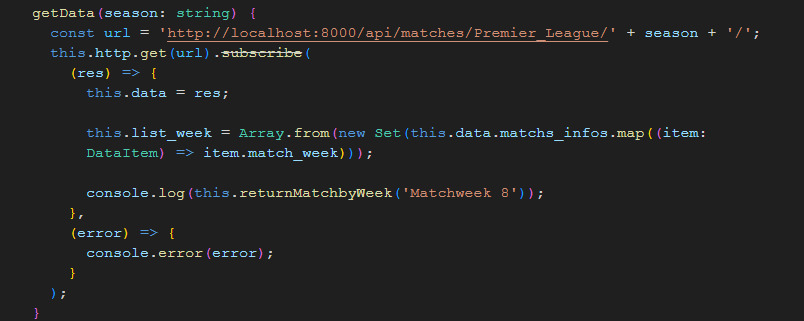 getData(season: string) {
const url = 'http://localhost:8000/api/matches/Premier_League/' + season + '/';
this.http.get(url).subscribe(
(res) => {
this.data = res;
this.list_week = Array.from(new Set(this.data.matchs_infos.map((item:
DataItem) => item.match_week)));
console.log(this.returnMatchbyWeek('Matchweek 8'));
},
(error) => {
console.error(error);
}
);
}